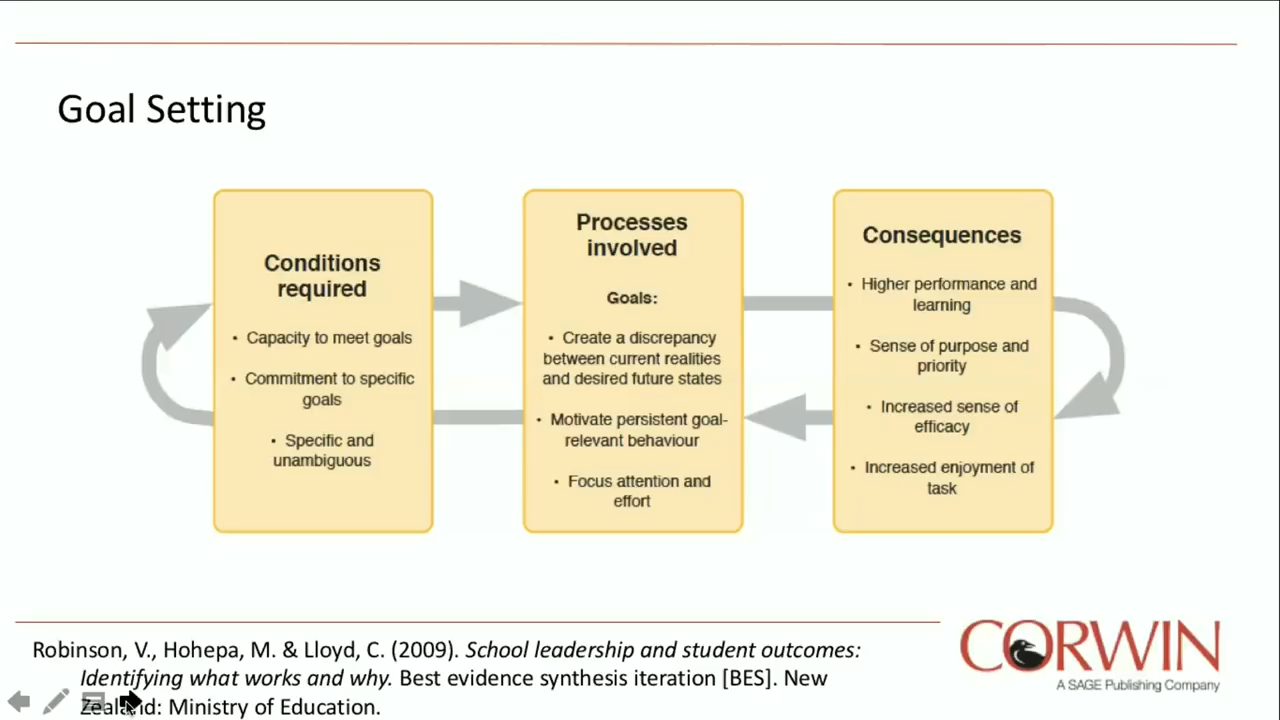 Goal Setting
Conditions
required
• Capacity to meet goals
• Commitment to specific
goals
• Specific and
unambiguous
Processes
involved
Goals:
• Create a discrepancy
between current realities
and desired future states
• Motivate persistent goal-
relevant behaviour
• Focus attention and
effort
Consequences
• Higher performance and
learning
• Sense of purpose and
priority
• Increased sense of
efficacy
• Increased enjoyment of
task
Robinson, V., Hohepa, M. & Lloyd, C. (2009). School leadership and student outcomes:
Identifying what works and why. Best evidence synthesis iteration [BES]. New
Zealand: Ministry of Education.
CORWIN
A SAGE Publishing Company